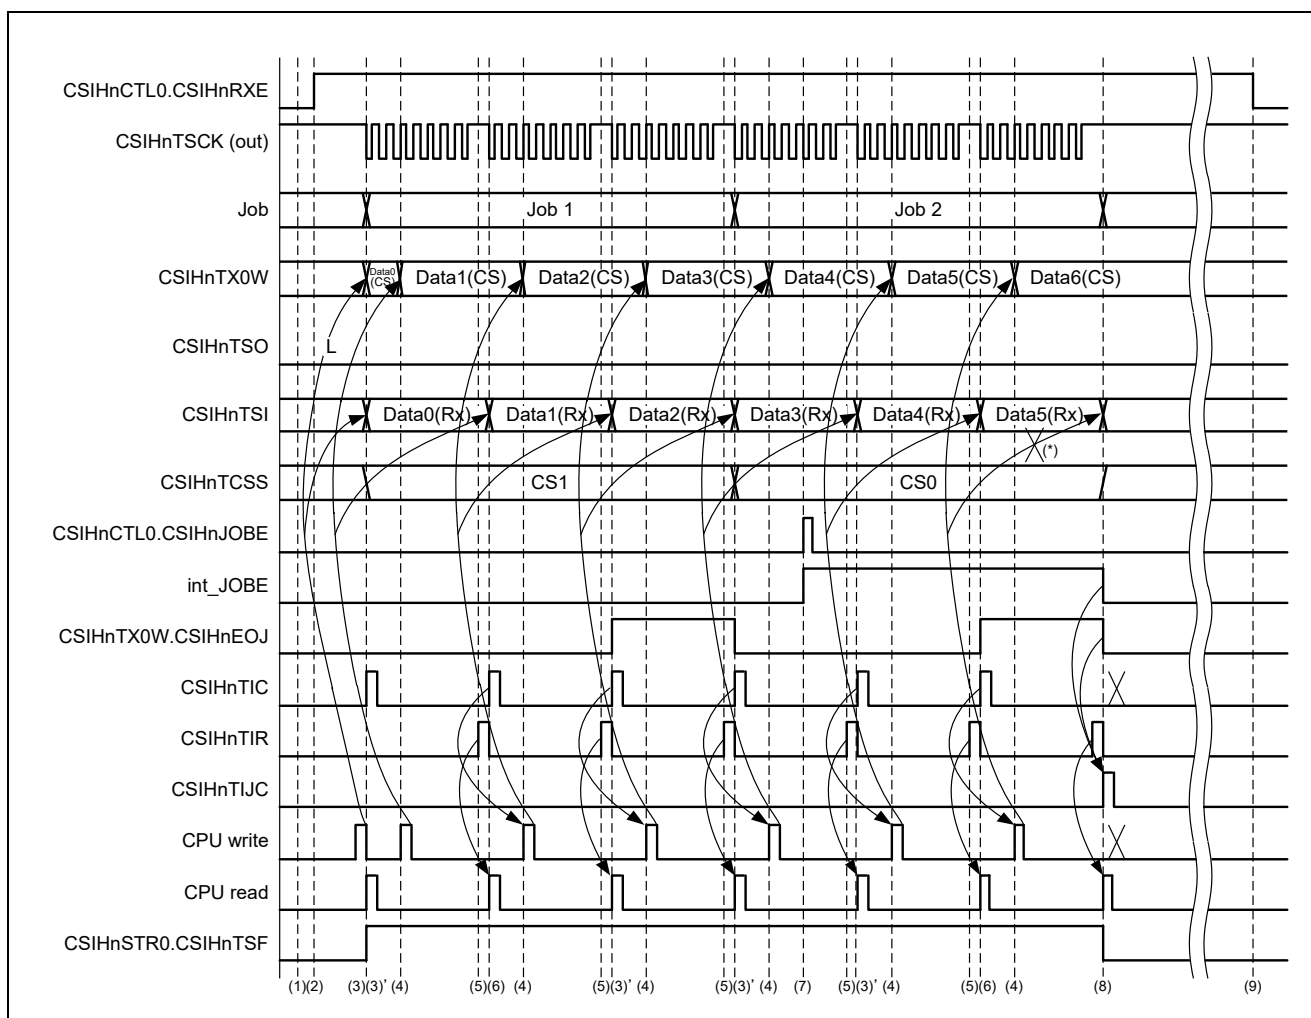 CSIHnCTL0.CSIHnRXE
CSIHnTSCK (out)
Job
Job 1
Job 2
CSIHnTX0W
Data0 (CS)
Data1(CS)
Data2(CS)
Data3(CS)
Data4(CS)
Data5(CS)
Data6(CS)
CSIHnTSO
L
CSIHnTSI
Data0(Rx)
Data1(Rx)
Data2(Rx)
Data3(Rx)
Data4(Rx)
Data5(Rx)
(*)
CSIHnTCSS
CS1
CS0
CSIHnCTL0.CSIHnJOBE
int_JOBE
CSIHnTX0W.CSIHnEOJ
CSIHnTIC
CSIHnTIR
CSIHnTIJC
CPU write
CPU read
CSIHnSTR0.CSIHnTSF
(1)(2) (3)(3)' (4) (5)(6) (4) (5)(3)' (4) (5)(3)' (4) (7) (5)(3)' (4) (5)(6) (4) (8) (9)